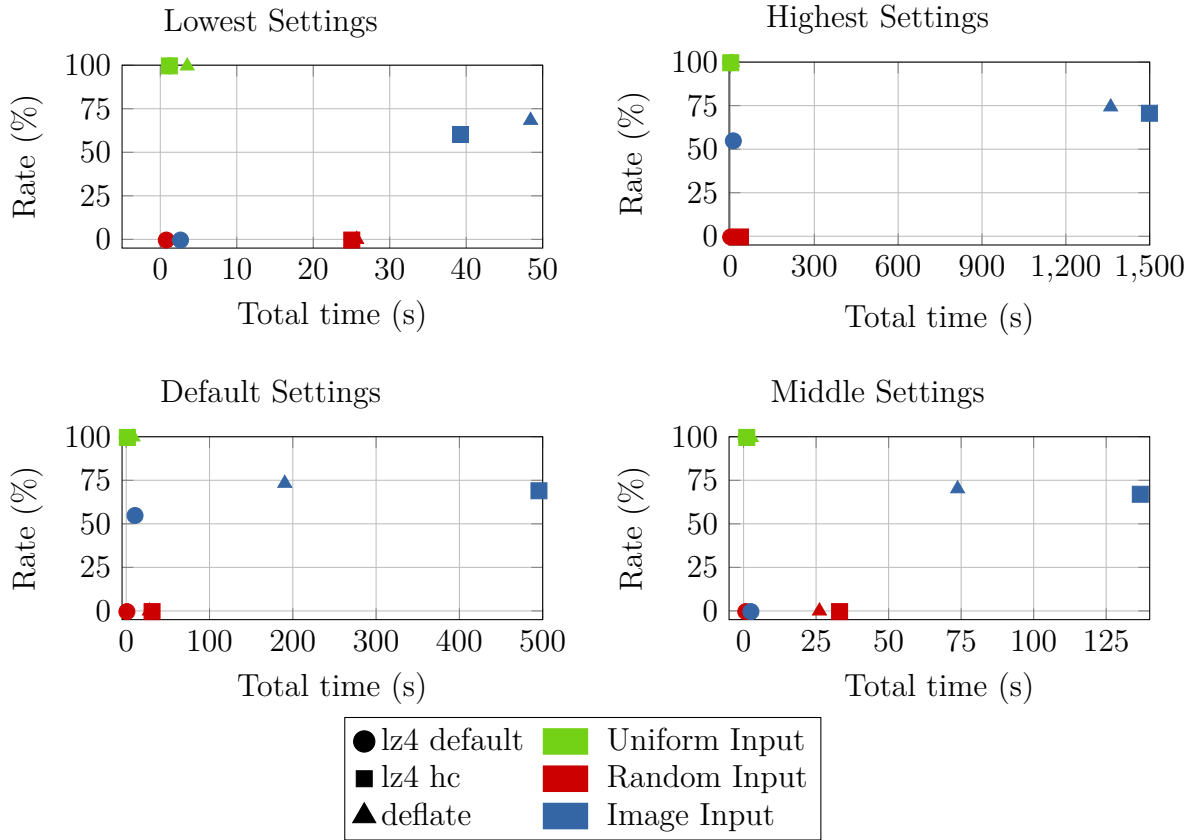 Lowest Settings
Rate (%)
100
75
50
25
0
0 10 20 30 40 50
Total time (s)
Highest Settings
Rate (%)
100
75
50
25
0
0 300 600 900 1,200 1,500
Total time (s)
Default Settings
Rate (%)
100
75
50
25
0
0 100 200 300 400 500
Total time (s)
Middle Settings
Rate (%)
100
75
50
25
0
0 25 50 75 100 125
Total time (s)
lz4 default Uniform Input
lz4 hc Random Input
deflate Image Input